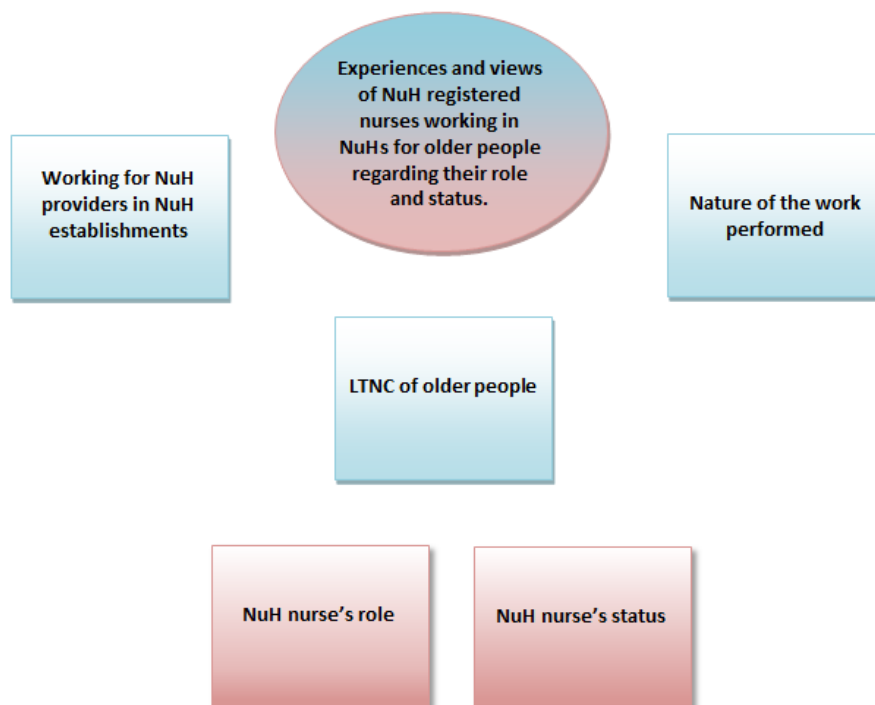 Experiences and views
of NuH registered
nurses working in
NuHs for older people
regarding their role
and status.
Working for NuH
providers in NuH
establishments
Nature of the work
performed
LTNC of older people
NuH nurse’s role
NuH nurse’s status